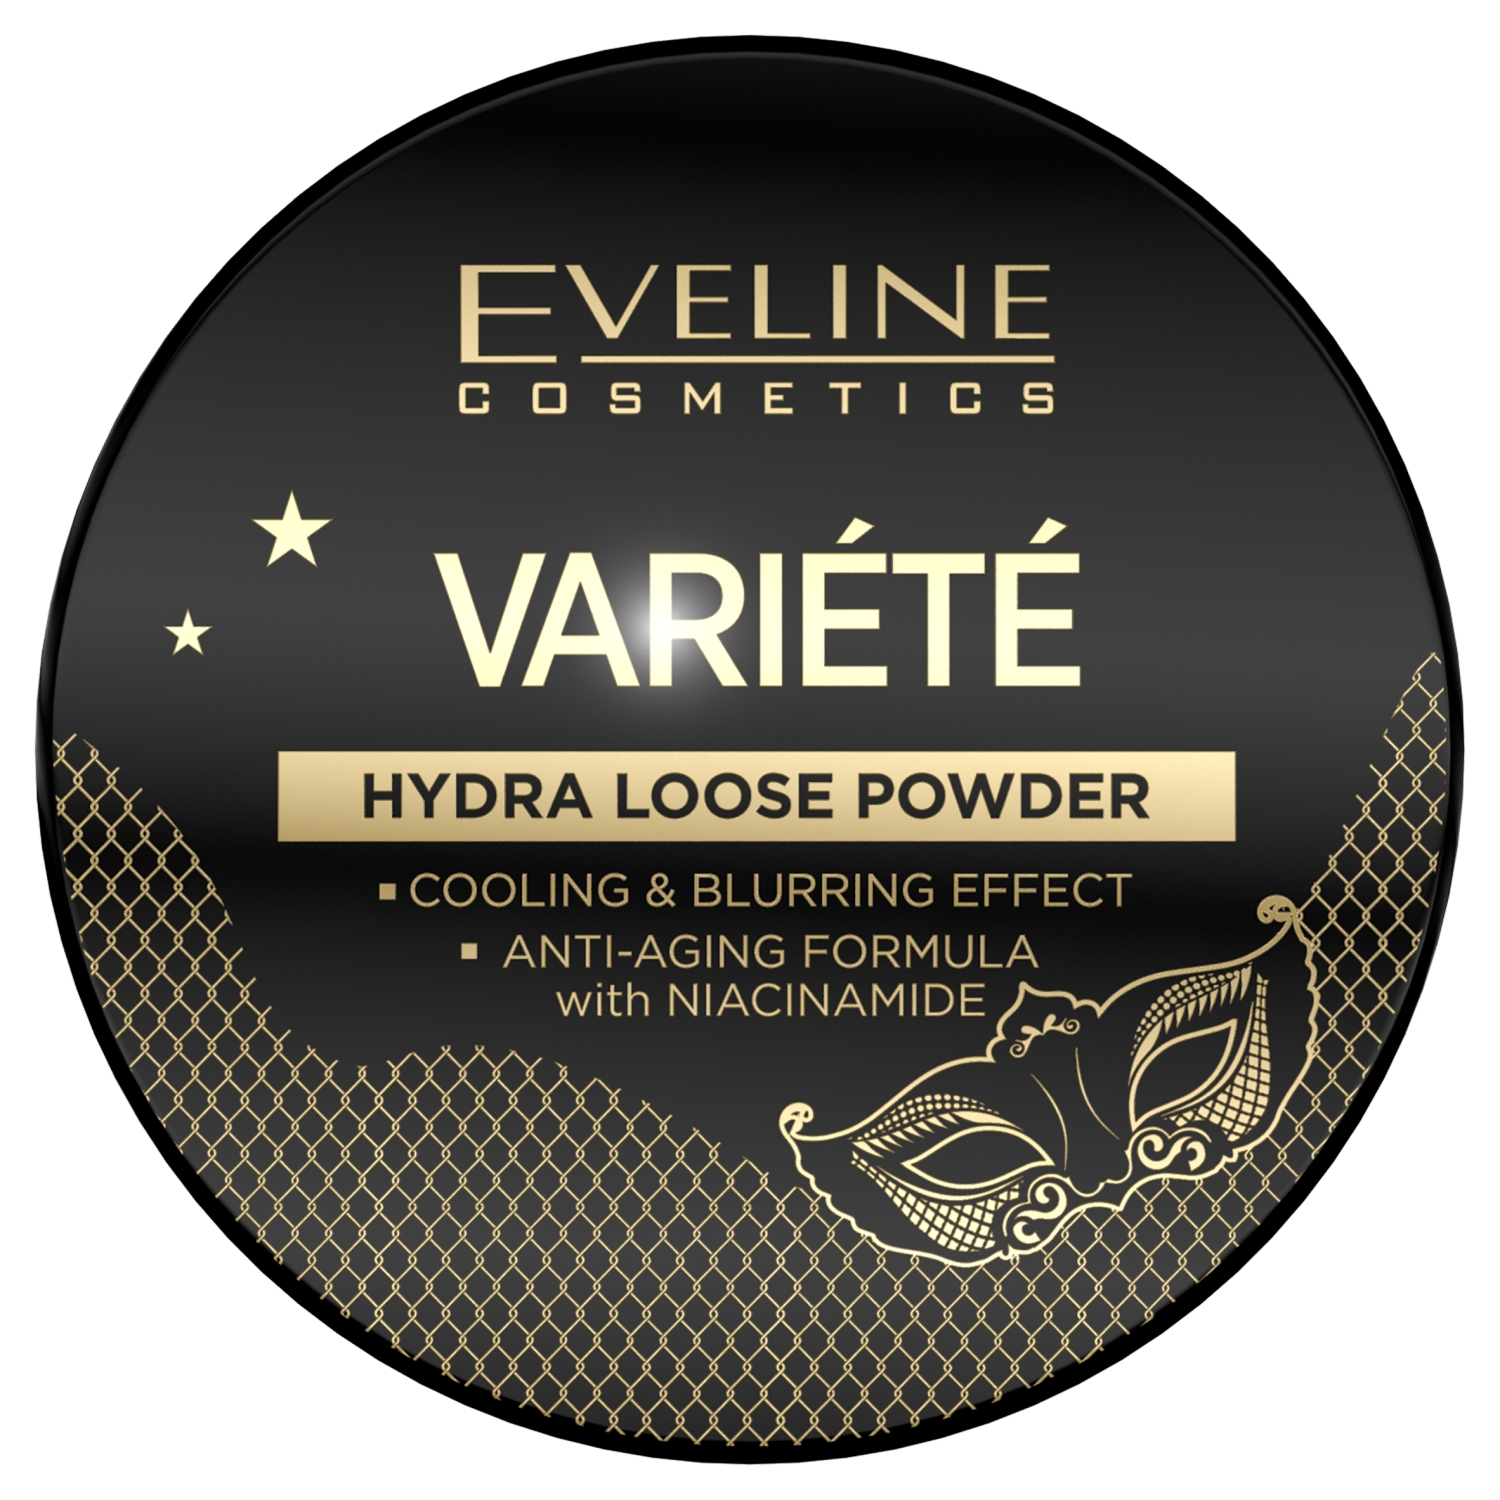 EVELINE
COSMETICS
VARIÉTÉ
HYDRA LOOSE POWDER
▪ COOLING & BLURRING EFFECT
▪ ANTI-AGING FORMULA
with NIACINAMIDE